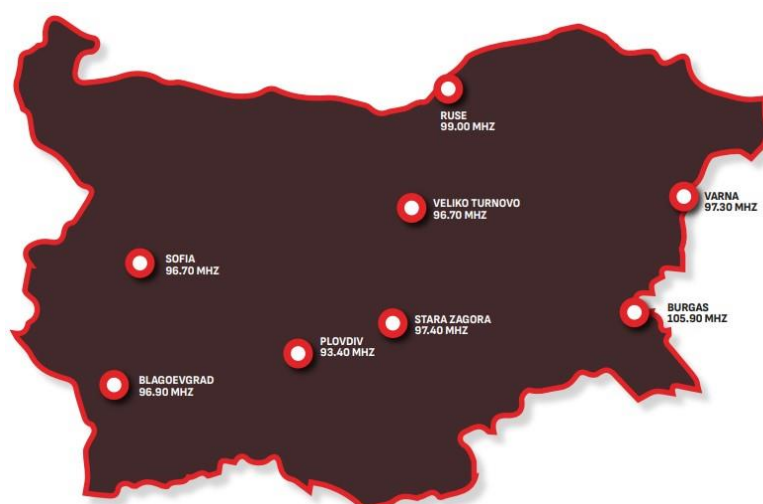 RUSE
99.00 MHZ
VELIKO TURNOVO
96.70 MHZ
VARNA
97.30 MHZ
SOFIA
96.70 MHZ
STARA ZAGORA
97.40 MHZ
BURGAS
105.90 MHZ
PLOVDIV
93.40 MHZ
BLAGOEVGRAD
96.90 MHZ